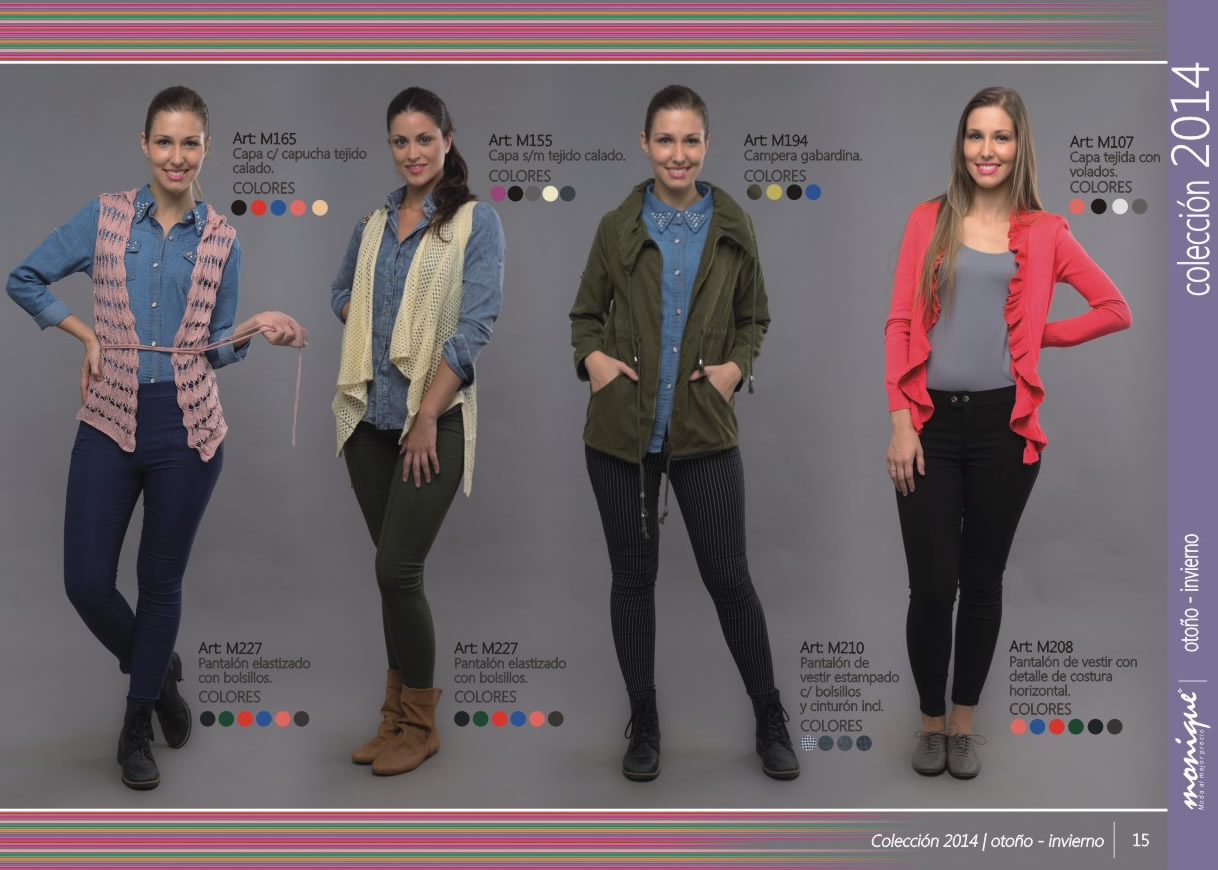 Art: M165
Capa c/ capucha tejido
calado.
COLORES
Art: M155
Capa s/m tejido calado.
COLORES
Art: M194
Campera gabardina.
COLORES
Art: M107
Capa tejida con
volados.
COLORES
Art: M227
Pantalón elastizado
con bolsillos.
COLORES
Art: M227
Pantalón elastizado
con bolsillos.
COLORES
Art: M210
Pantalón de
vestir estampado
c/ bolsillos
y cinturón incl.
COLORES
Art: M208
Pantalón de vestir con
detalle de costura
horizontal.
COLORES
colección 2014
otoño - invierno
monique
Moda al mejor precio
Colección 2014 | otoño - invierno
15